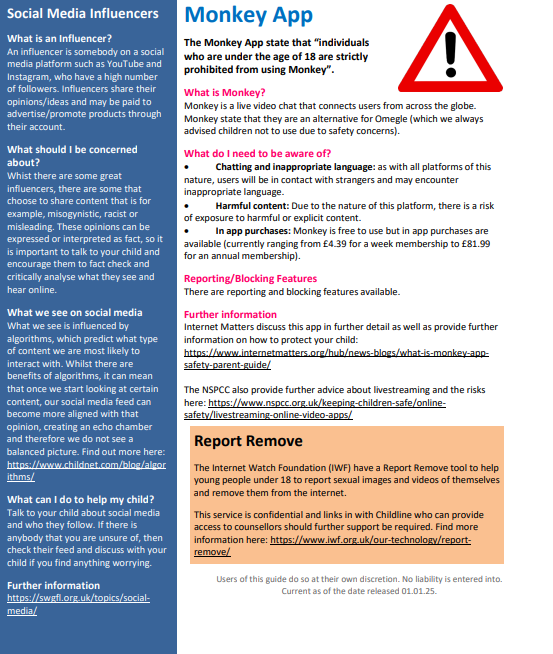 Social Media Influencers
What is an Influencer?
An influencer is somebody on a social
media platform such as YouTube and
Instagram, who have a high number
of followers. Influencers share their
opinions/ideas and may be paid to
advertise/promote products through
their account.
What should I be concerned
about?
Whist there are some great
influencers, there are some that
choose to share content that is for
example, misogynistic, racist or
misleading. These opinions can be
expressed or interpreted as fact, so it
is important to talk to your child and
encourage them to fact check and
critically analyse what they see and
hear online.
What we see on social media
What we see is influenced by
algorithms, which predict what type
of content we are most likely to
interact with. Whilst there are
benefits of algorithms, it can mean
that once we start looking at certain
content, our social media feed can
become more aligned with that
opinion, creating an echo chamber
and therefore we do not see a
balanced picture. Find out more here:
https://www.childnet.com/blog/algor
ithms/
What can I do to help my child?
Talk to your child about social media
and who they follow. If there is
anybody that you are unsure of, then
check their feed and discuss with your
child if you find anything worrying.
Further information
https://swgfl.org.uk/topics/social-
media/
Monkey App
The Monkey App state that “individuals
who are under the age of 18 are strictly
prohibited from using Monkey”.
What is Monkey?
Monkey is a live video chat that connects users from across the globe.
Monkey state that they are an alternative for Omegle (which we always
advised children not to use due to safety concerns).
What do I need to be aware of?
• Chatting and inappropriate language: as with all platforms of this
nature, users will be in contact with strangers and may encounter
inappropriate language.
• Harmful content: Due to the nature of this platform, there is a risk
of exposure to harmful or explicit content.
• In app purchases: Monkey is free to use but in app purchases are
available (currently ranging from £4.39 for a week membership to £81.99
for an annual membership).
Reporting/Blocking Features
There are reporting and blocking features available.
Further information
Internet Matters discuss this app in further detail as well as provide further
information on how to protect your child:
https://www.internetmatters.org/hub/news-blogs/what-is-monkey-app-
safety-parent-guide/
The NSPCC also provide further advice about livestreaming and the risks
here: https://www.nspcc.org.uk/keeping-children-safe/online-
safety/livestreaming-online-video-apps/
Report Remove
The Internet Watch Foundation (IWF) have a Report Remove tool to help
young people under 18 to report sexual images and videos of themselves
and remove them from the internet.
This service is confidential and links in with Childline who can provide
access to counsellors should further support be required. Find more
information here: https://www.iwf.org.uk/our-technology/report-
remove/
Users of this guide do so at their own discretion. No liability is entered into.
Current as of the date released 01.01.25.